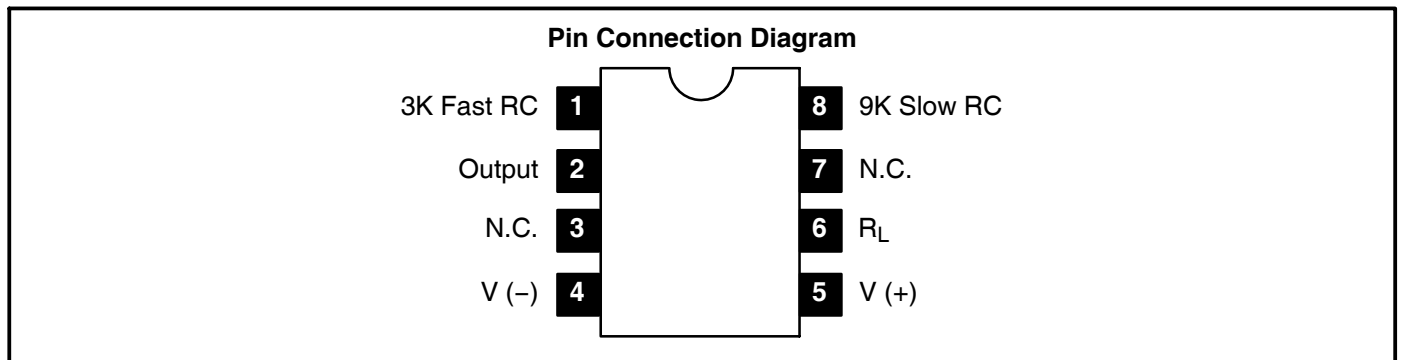 Pin Connection Diagram
3K Fast RC 1 8 9K Slow RC
Output 2 7 N.C.
N.C. 3 6 RL
V (−) 4 5 V (+)